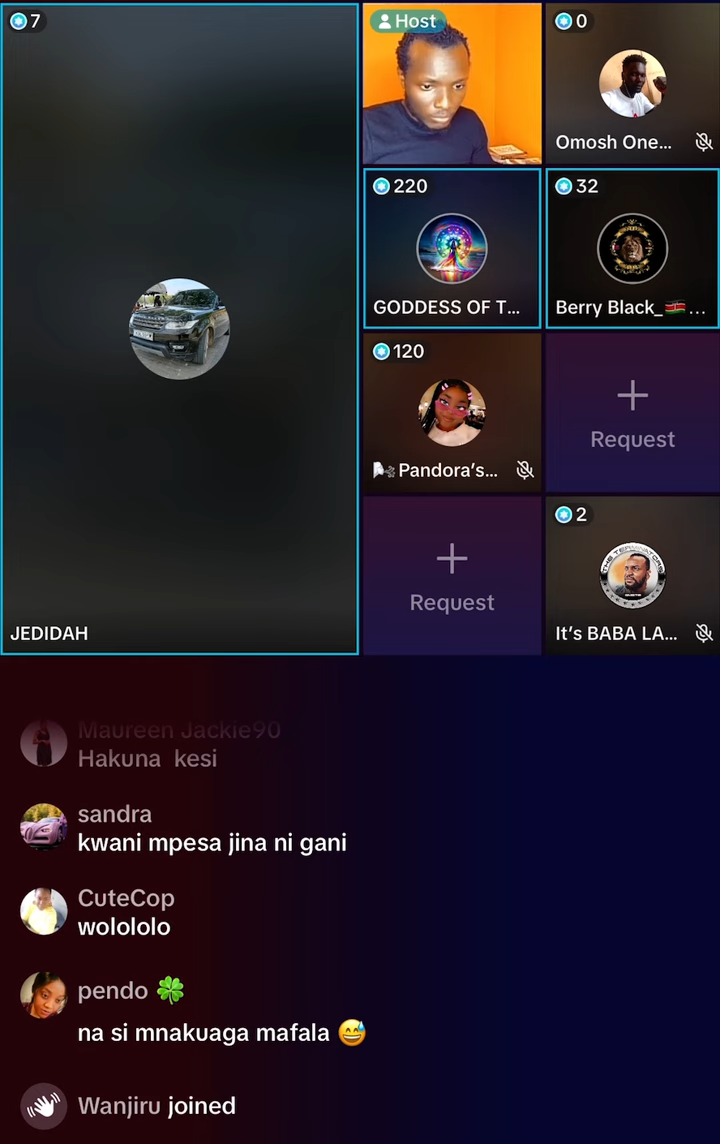 7
Host
0
Omosh One...
220
GODDESS OF T...
32
Berry Black_🇰🇪...
JEDIDAH
120
🌬️Pandora's...
+
Request
+
Request
2
THE TERMINATORS
It's BABA LA...
Maureen Jackie90
Hakuna kesi
sandra
kwani mpesa jina ni gani
CuteCop
wolololo
pendo 🍀
na si mnakuaga mafala 😅
Wanjiru joined